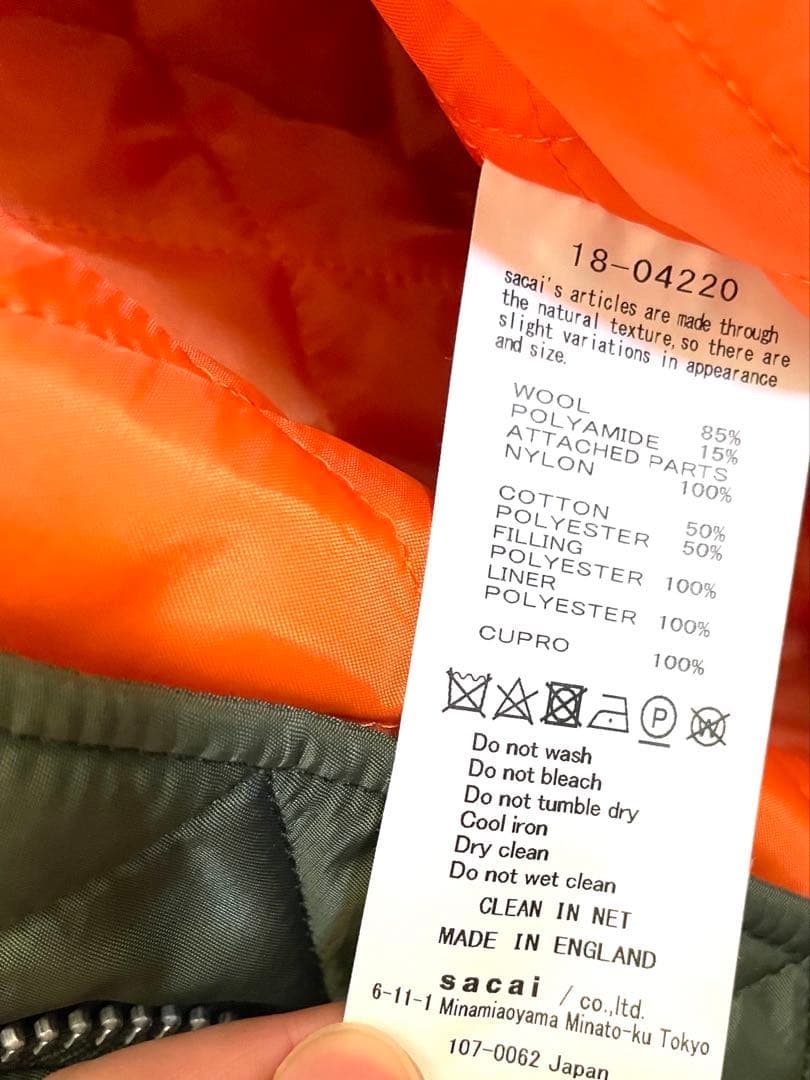 18-04220
sacai's articles are made through
the natural texture, so there are
slight variations in appearance
and size.
WOOL 85%
POLYAMIDE 15%
ATTACHED PARTS
NYLON 100%
COTTON 50%
POLYESTER 50%
FILLING
POLYESTER 100%
LINER
POLYESTER 100%
CUPRO 100%
P W
Do not wash
Do not bleach
Do not tumble dry
Cool iron
Dry clean
Do not wet clean
CLEAN IN NET
MADE IN ENGLAND
sacai / co.,ltd.
6-11-1 Minamiaoyama Minato-ku Tokyo
107-0062 Japan